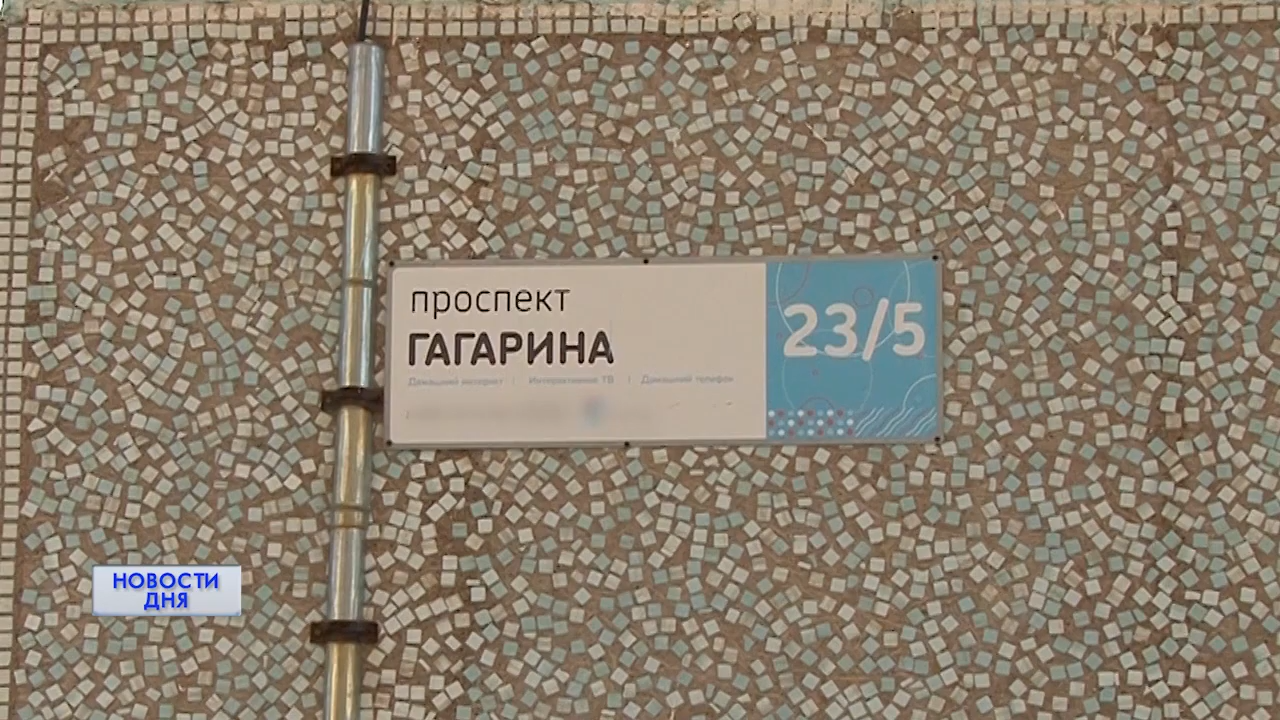 проспект
ГАГАРИНА
23/5
Домашний интернет | Интерактивное ТВ | Домашний телефон
НОВОСТИ
ДНЯ